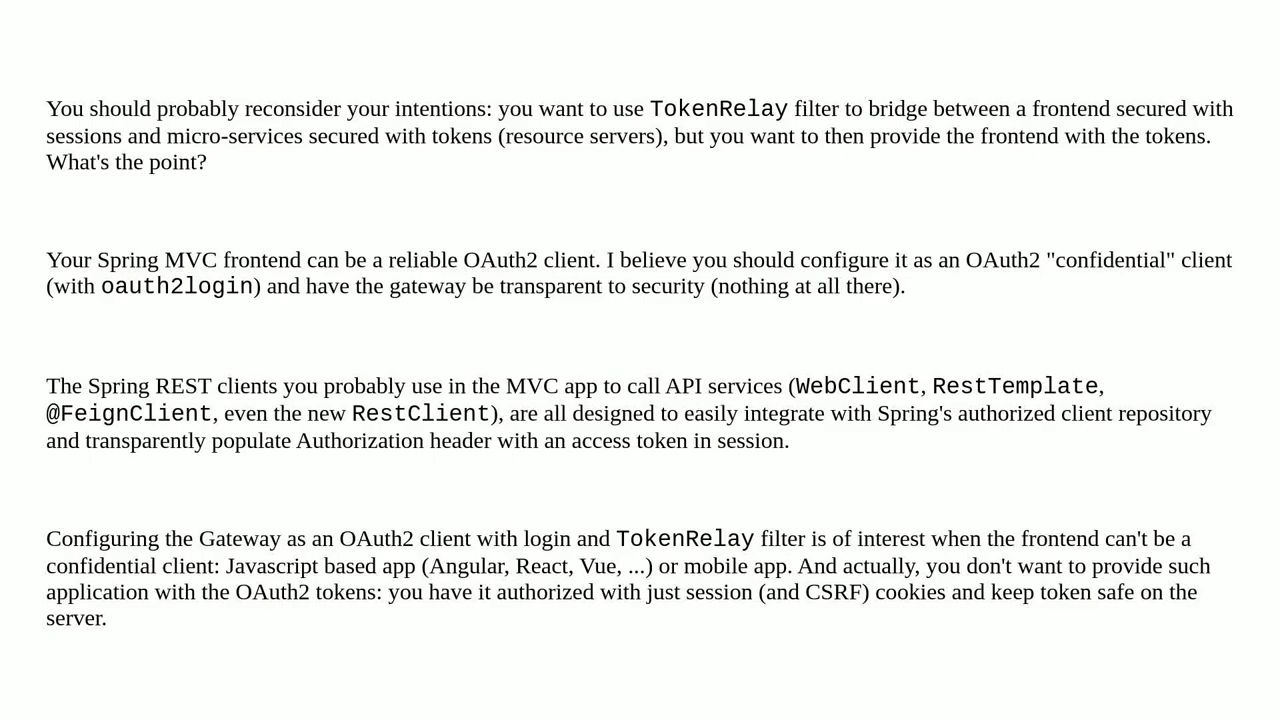 You should probably reconsider your intentions: you want to use TokenRelay filter to bridge between a frontend secured with
sessions and micro-services secured with tokens (resource servers), but you want to then provide the frontend with the tokens.
What's the point?
Your Spring MVC frontend can be a reliable OAuth2 client. I believe you should configure it as an OAuth2 "confidential" client
(with oauth2login) and have the gateway be transparent to security (nothing at all there).
The Spring REST clients you probably use in the MVC app to call API services (WebClient, RestTemplate,
@FeignClient, even the new RestClient), are all designed to easily integrate with Spring's authorized client repository
and transparently populate Authorization header with an access token in session.
Configuring the Gateway as an OAuth2 client with login and TokenRelay filter is of interest when the frontend can't be a
confidential client: Javascript based app (Angular, React, Vue, ...) or mobile app. And actually, you don't want to provide such
application with the OAuth2 tokens: you have it authorized with just session (and CSRF) cookies and keep token safe on the
server.